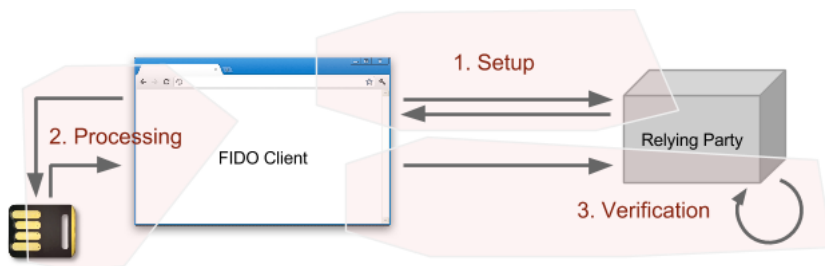 1. Setup
2. Processing
FIDO Client
Relying Party
3. Verification